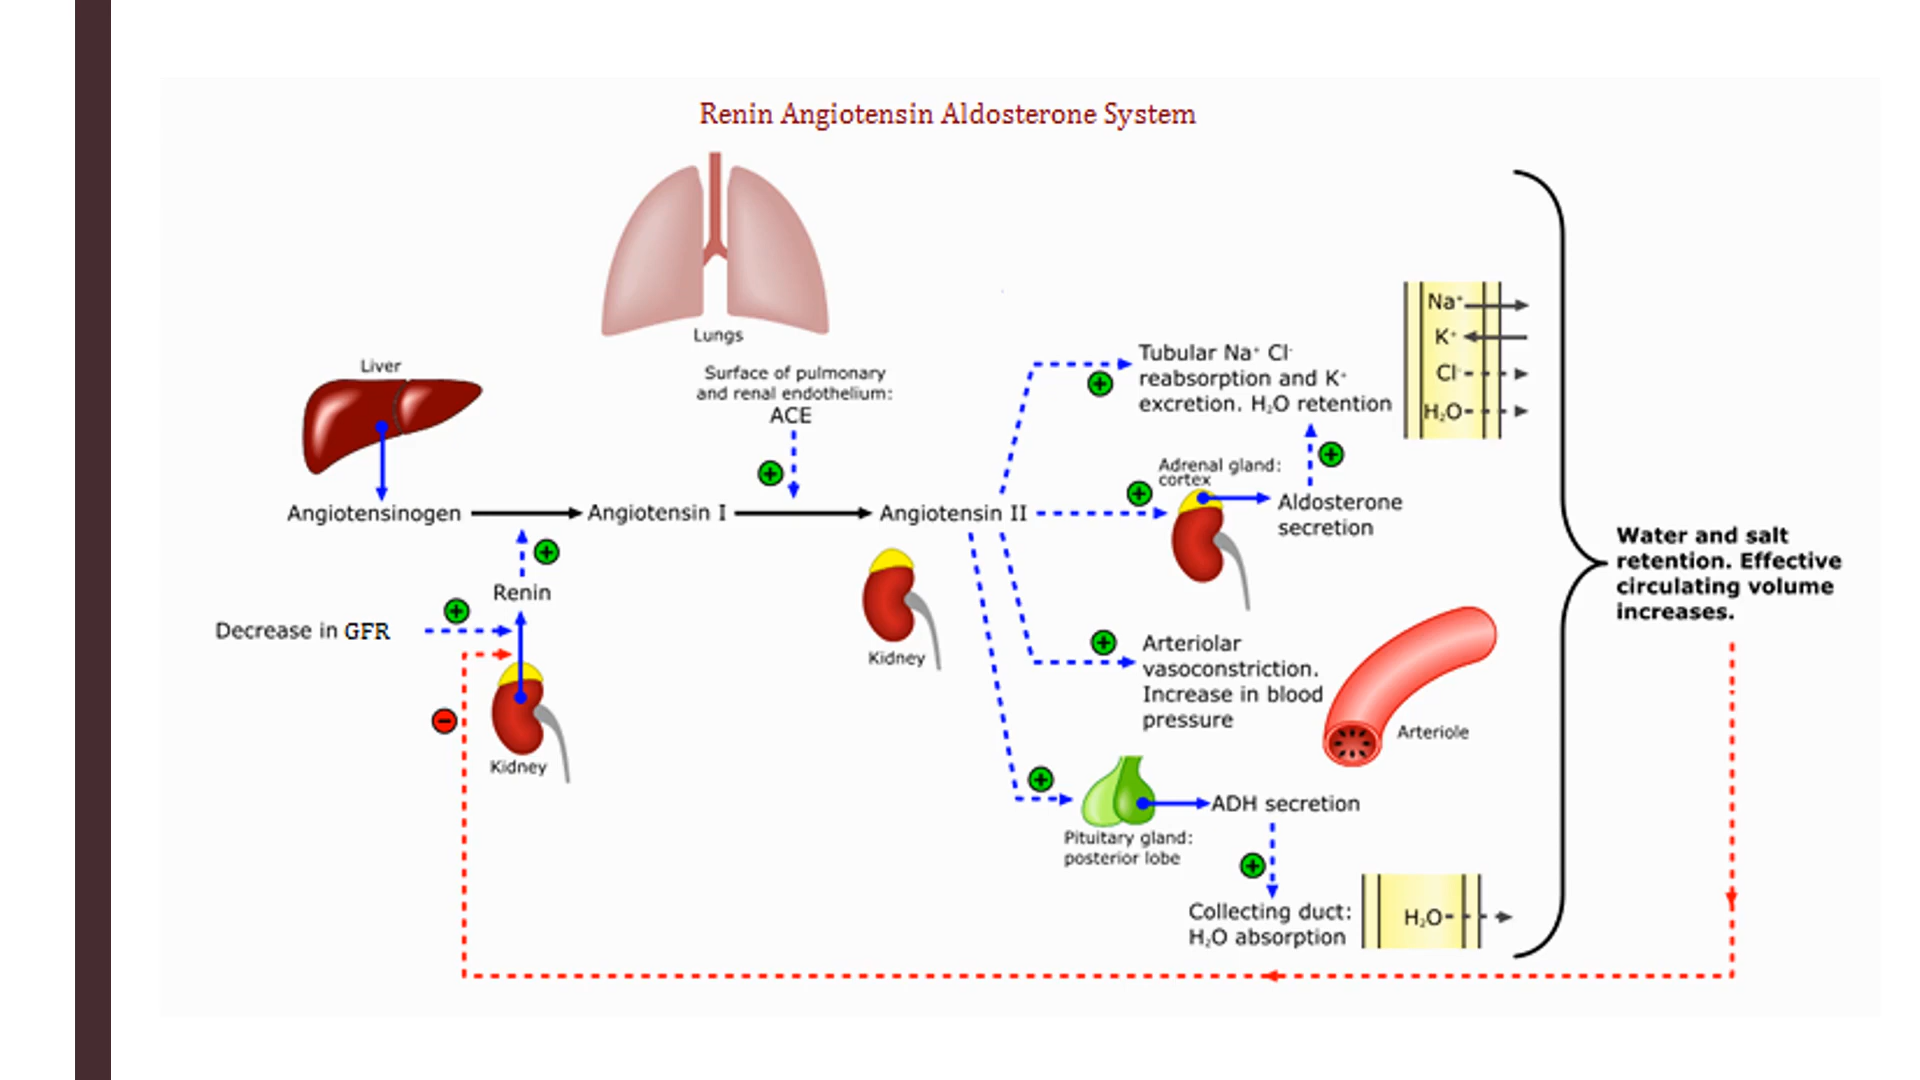 Renin Angiotensin Aldosterone System
Lungs
Liver
Surface of pulmonary
and renal endothelium:
ACE
Angiotensinogen
Angiotensin I
Angiotensin II
Renin
Decrease in GFR
Kidney
Kidney
Tubular Na⁺ Cl⁻
reabsorption and K⁺
excretion. H₂O retention
Na⁺
K⁺
Cl⁻
H₂O
Adrenal gland:
cortex
Aldosterone
secretion
Arteriolar
vasoconstriction.
Increase in blood
pressure
Arteriole
Pituitary gland:
posterior lobe
ADH secretion
Collecting duct:
H₂O absorption
H₂O
Water and salt
retention. Effective
circulating volume
increases.